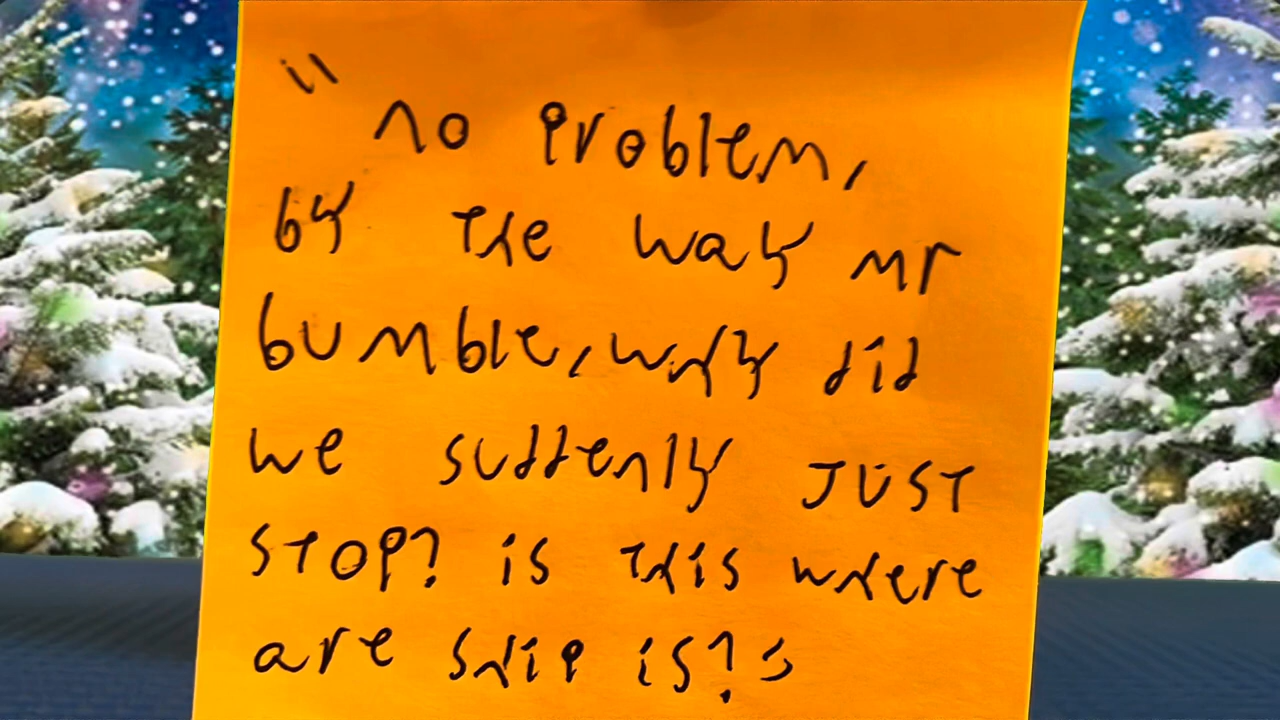 "no problem,
by the way mr
bumble, why did
we suddenly JUST
STOP? is this where
are ship is?"